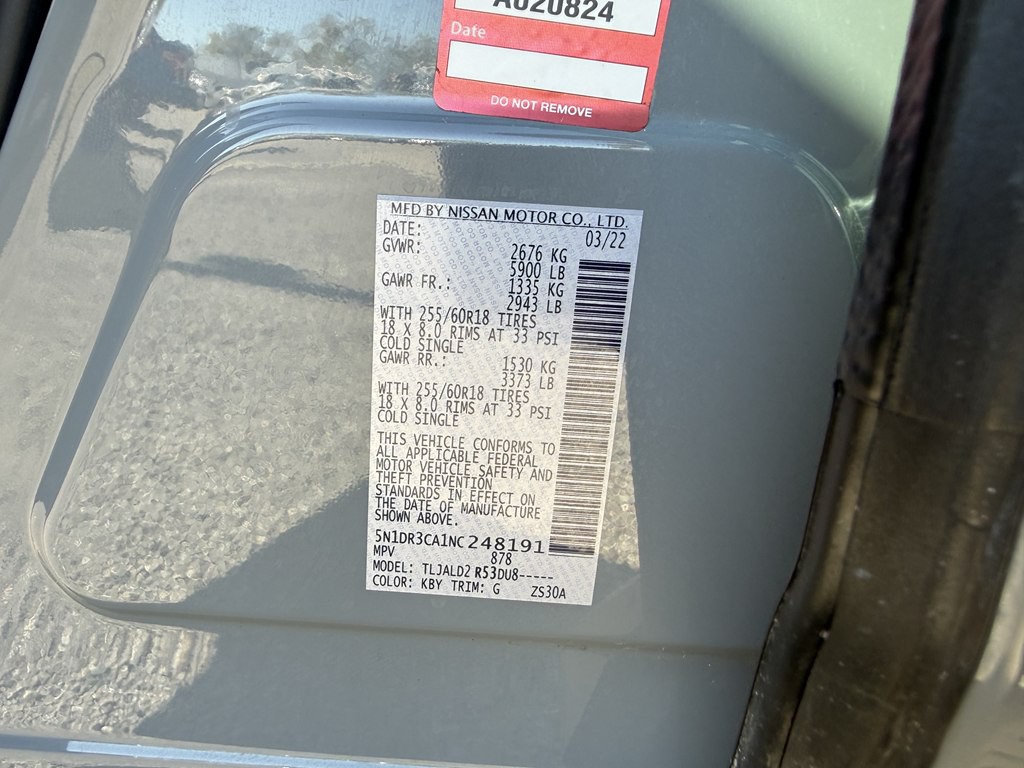 A020824
Date
DO NOT REMOVE
MFD BY NISSAN MOTOR CO., LTD.
DATE: 03/22
GVWR: 2676 KG
5900 LB
GAWR FR.: 1335 KG
2943 LB
WITH 255/60R18 TIRES
18 X 8.0 RIMS AT 33 PSI
COLD SINGLE
GAWR RR.: 1530 KG
3373 LB
WITH 255/60R18 TIRES
18 X 8.0 RIMS AT 33 PSI
COLD SINGLE
THIS VEHICLE CONFORMS TO
ALL APPLICABLE FEDERAL
MOTOR VEHICLE SAFETY AND
THEFT PREVENTION
STANDARDS IN EFFECT ON
THE DATE OF MANUFACTURE
SHOWN ABOVE.
5N1DR3CA1NC248191
MPV 878
MODEL: TLJALD2 R53DU8-----
COLOR: KBY TRIM: G ZS30A